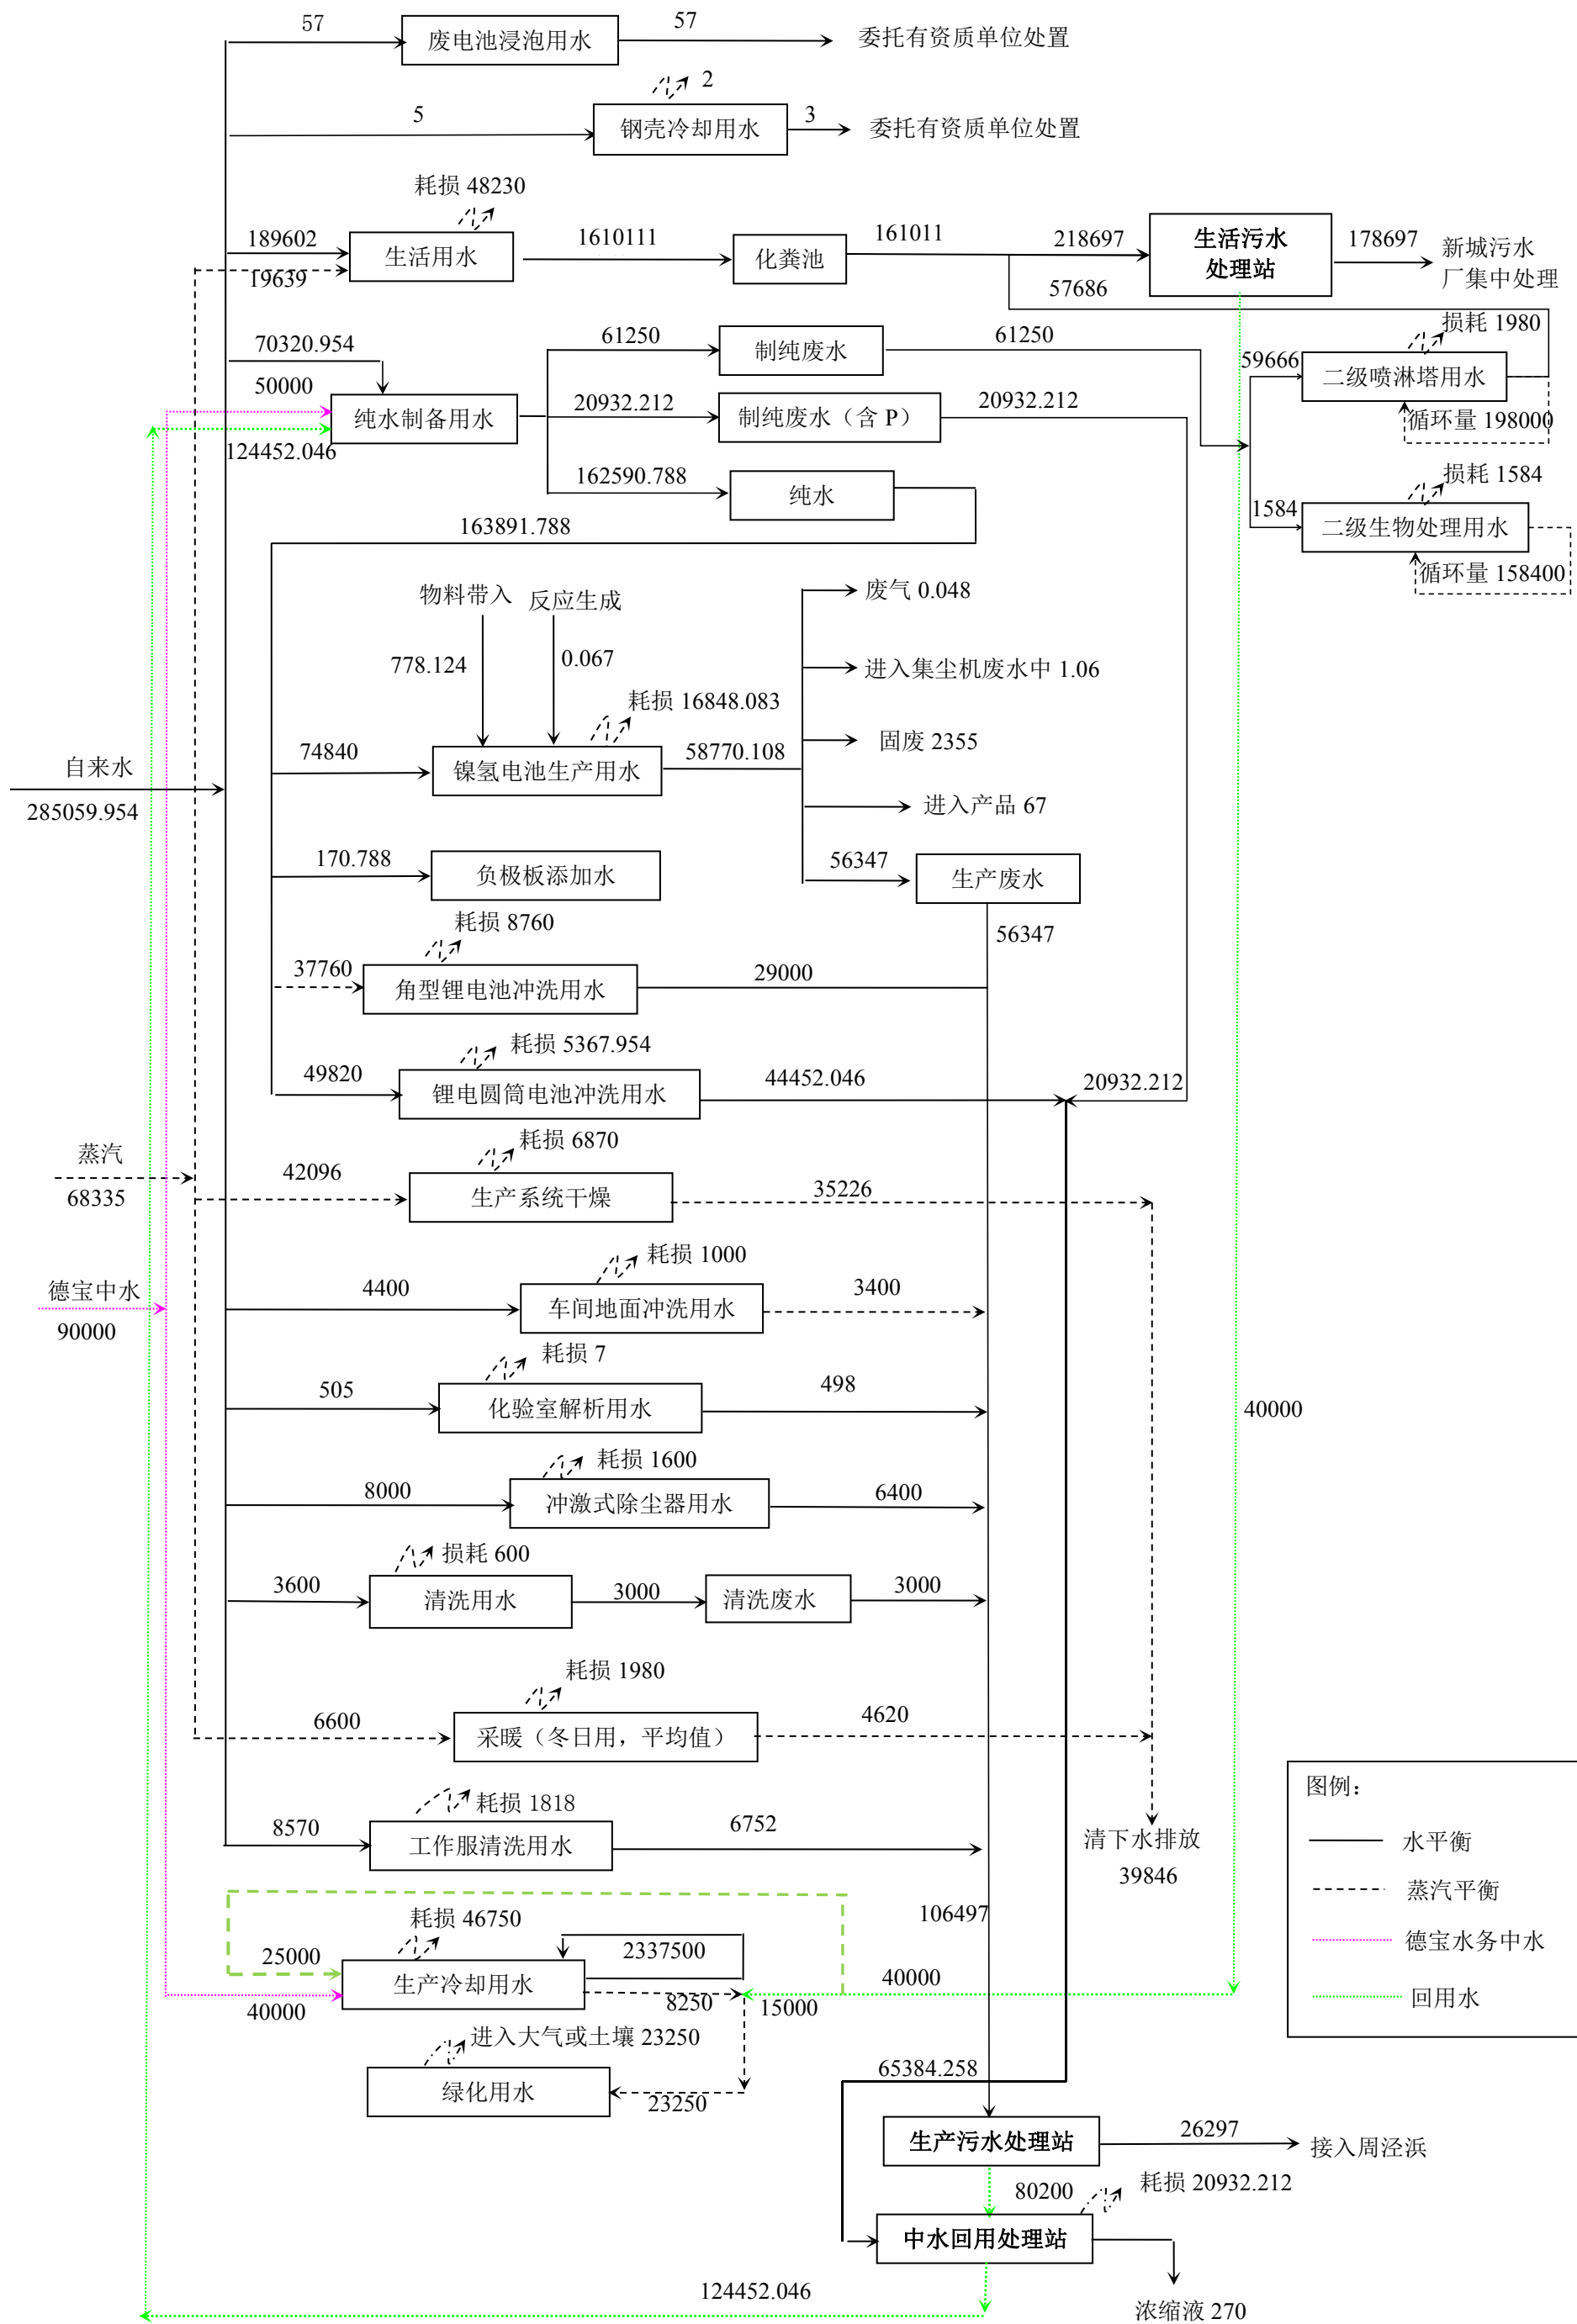 57
废电池浸泡用水
57
委托有资质单位处置
2
5
钢壳冷却用水
3
委托有资质单位处置
耗损 48230
189602
生活用水
1610111
化粪池
161011
218697
生活污水
处理站
178697
新城污水
厂集中处理
19639
57686
70320.954
61250
制纯废水
61250
损耗 1980
59666
二级喷淋塔用水
循环量 198000
50000
纯水制备用水
20932.212
制纯废水（含 P）
20932.212
124452.046
162590.788
纯水
损耗 1584
1584
二级生物处理用水
循环量 158400
163891.788
物料带入
反应生成
778.124
0.067
废气 0.048
进入集尘机废水中 1.06
耗损 16848.083
74840
镍氢电池生产用水
58770.108
固废 2355
自来水
285059.954
进入产品 67
170.788
负极板添加水
56347
生产废水
56347
耗损 8760
37760
角型锂电池冲洗用水
29000
耗损 5367.954
49820
锂电圆筒电池冲洗用水
44452.046
20932.212
蒸汽
68335
耗损 6870
42096
生产系统干燥
35226
德宝中水
90000
耗损 1000
4400
车间地面冲洗用水
3400
耗损 7
505
化验室解析用水
498
40000
耗损 1600
8000
冲激式除尘器用水
6400
损耗 600
3600
清洗用水
3000
清洗废水
3000
耗损 1980
6600
采暖（冬日用，平均值）
4620
耗损 1818
8570
工作服清洗用水
6752
清下水排放
39846
图例：
水平衡
蒸汽平衡
德宝水务中水
回用水
106497
耗损 46750
25000
生产冷却用水
2337500
40000
40000
8250
15000
进入大气或土壤 23250
绿化用水
23250
65384.258
生产污水处理站
26297
接入周泾浜
80200
耗损 20932.212
中水回用处理站
124452.046
浓缩液 270